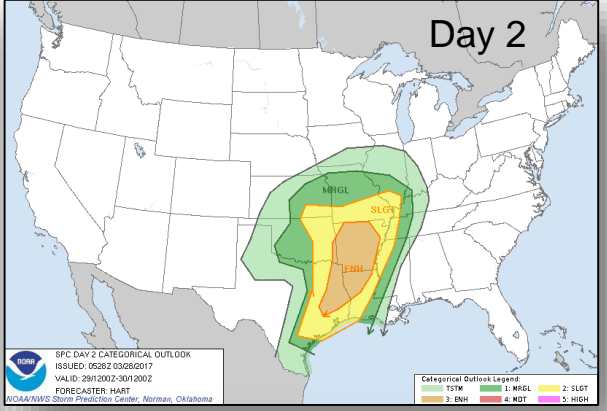 Day 2
MRGL
SLGT
ENH
NOAA
SPC DAY 2 CATEGORICAL OUTLOOK
ISSUED: 0528Z 03/28/2017
VALID: 29/1200Z-30/1200Z
FORECASTER: HART
NOAA/NWS Storm Prediction Center, Norman, Oklahoma
Categorical Outlook Legend:
TSTM 1: MRGL 2: SLGT
3: ENH 4: MDT 5: HIGH